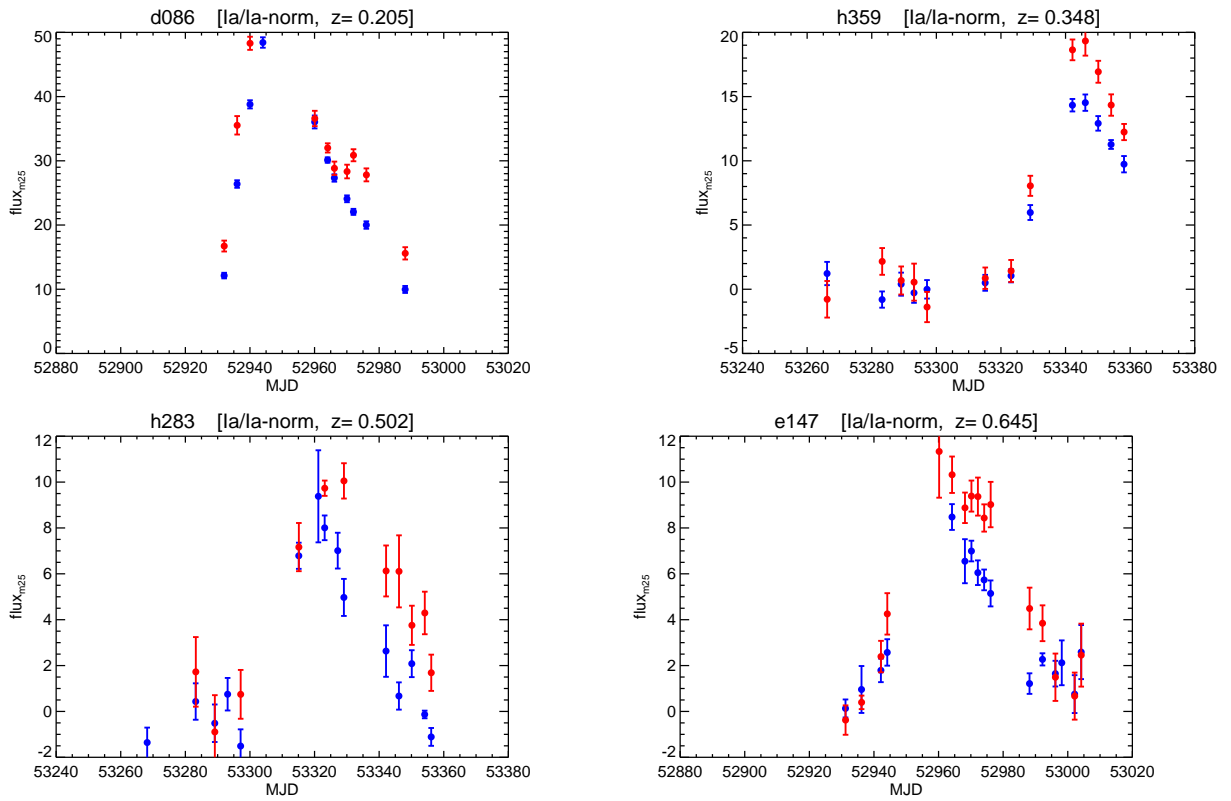 d086 [Ia/Ia-norm, z= 0.205]
50
40
30
20
10
0
flux_m25
52880 52900 52920 52940 52960 52980 53000 53020
MJD
h359 [Ia/Ia-norm, z= 0.348]
20
15
10
5
0
-5
flux_m25
53240 53260 53280 53300 53320 53340 53360 53380
MJD
h283 [Ia/Ia-norm, z= 0.502]
12
10
8
6
4
2
0
-2
flux_m25
53240 53260 53280 53300 53320 53340 53360 53380
MJD
e147 [Ia/Ia-norm, z= 0.645]
12
10
8
6
4
2
0
-2
flux_m25
52880 52900 52920 52940 52960 52980 53000 53020
MJD